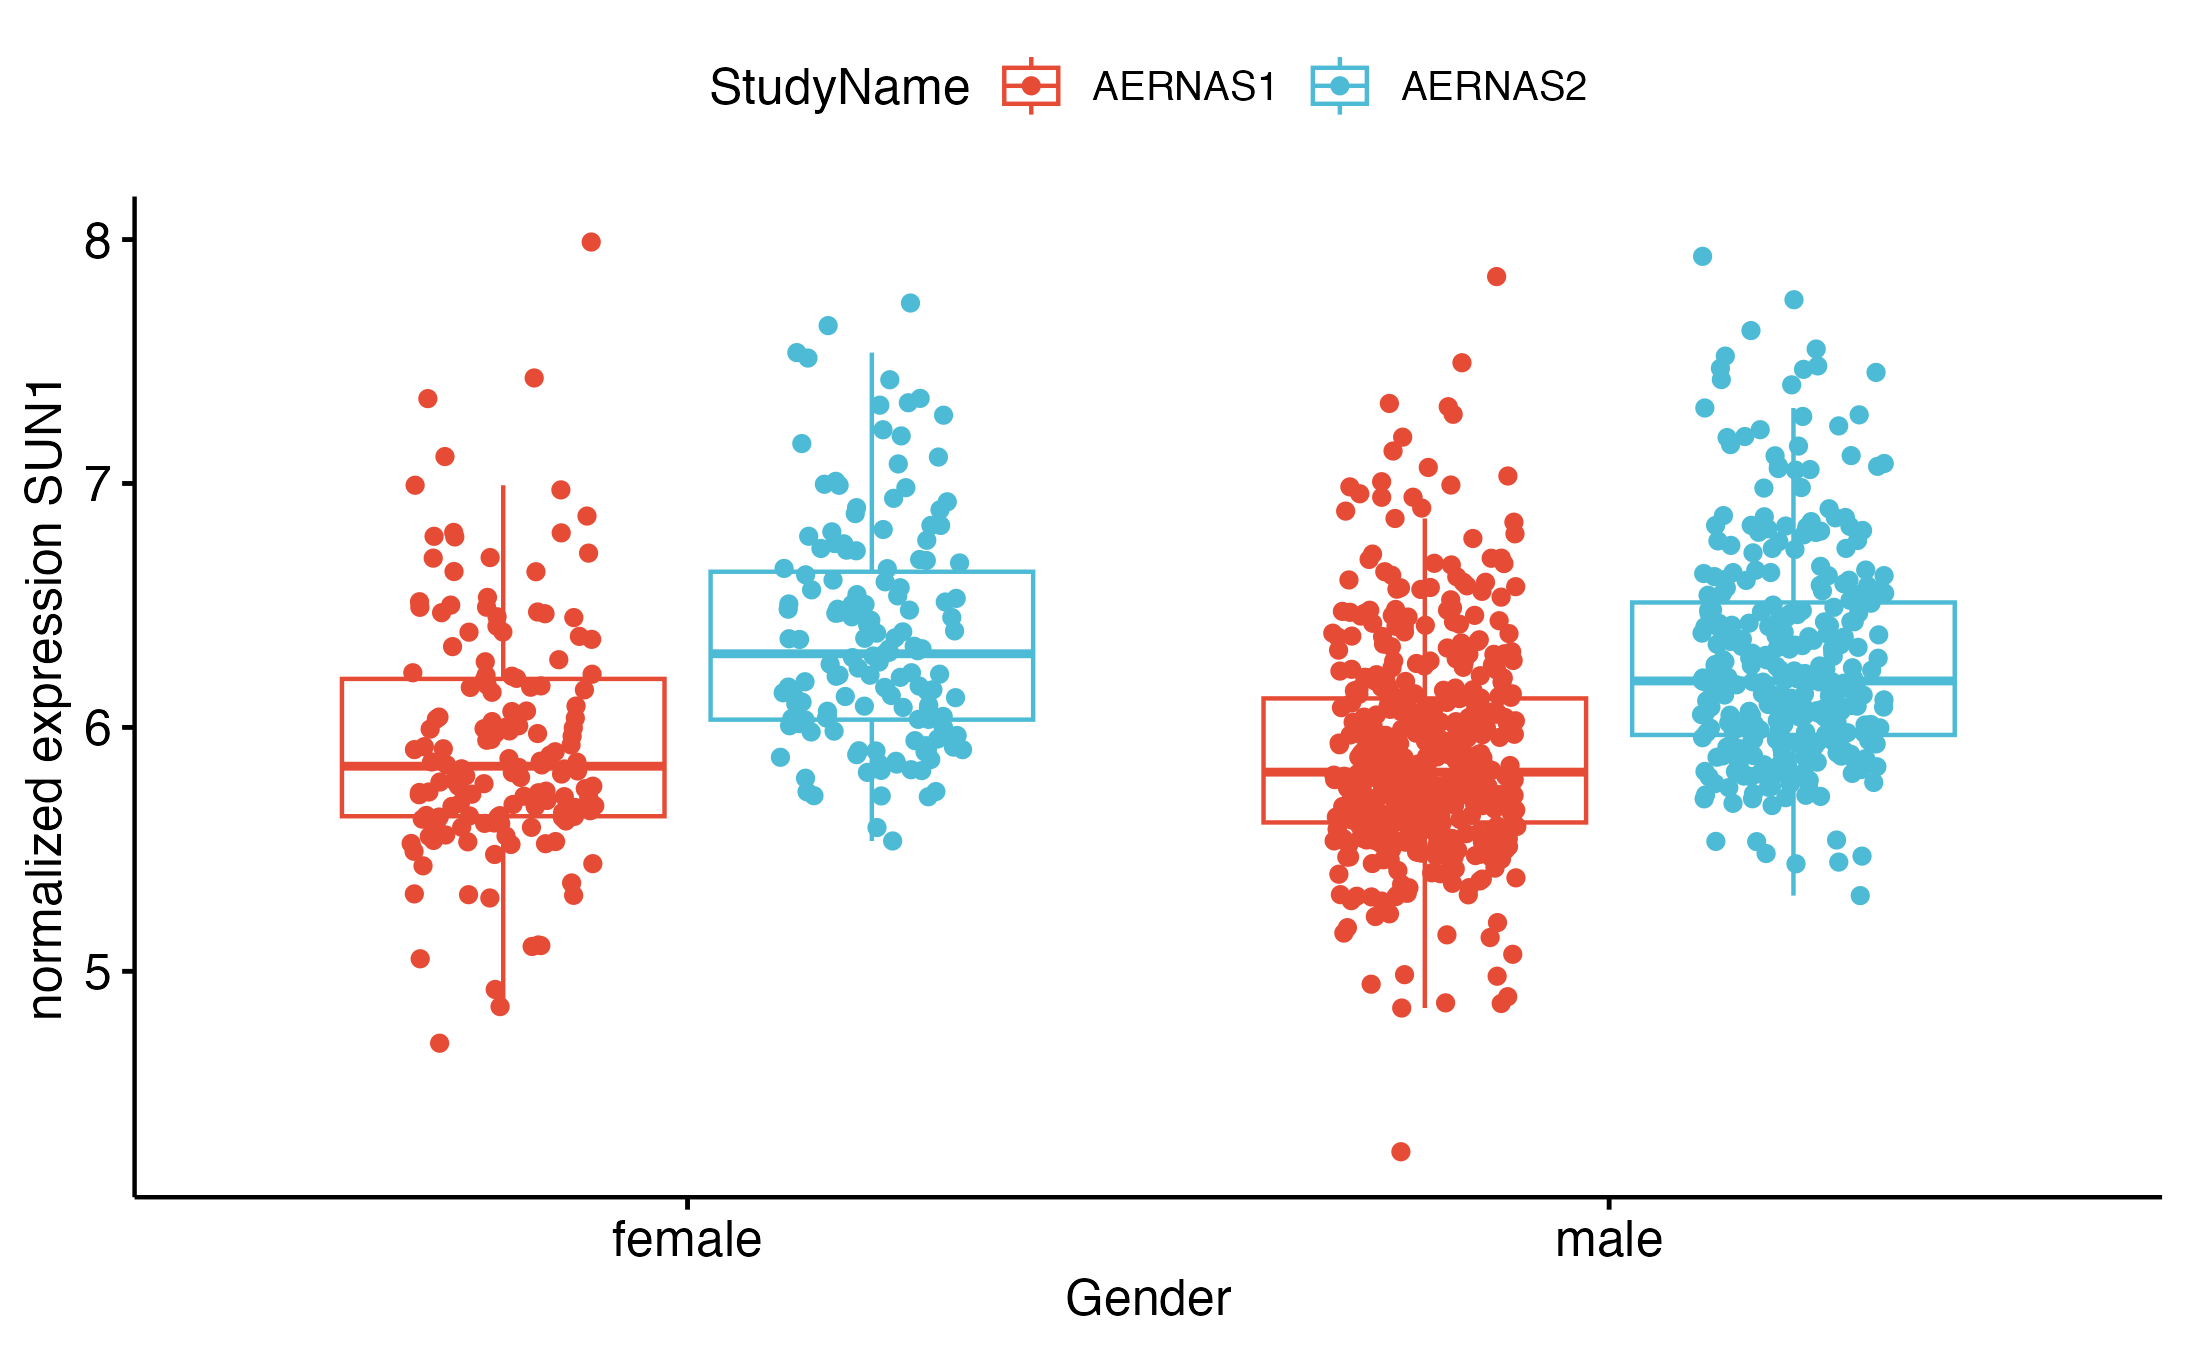 StudyName AERNAS1 AERNAS2
normalized expression SUN1
8
7
6
5
female male
Gender